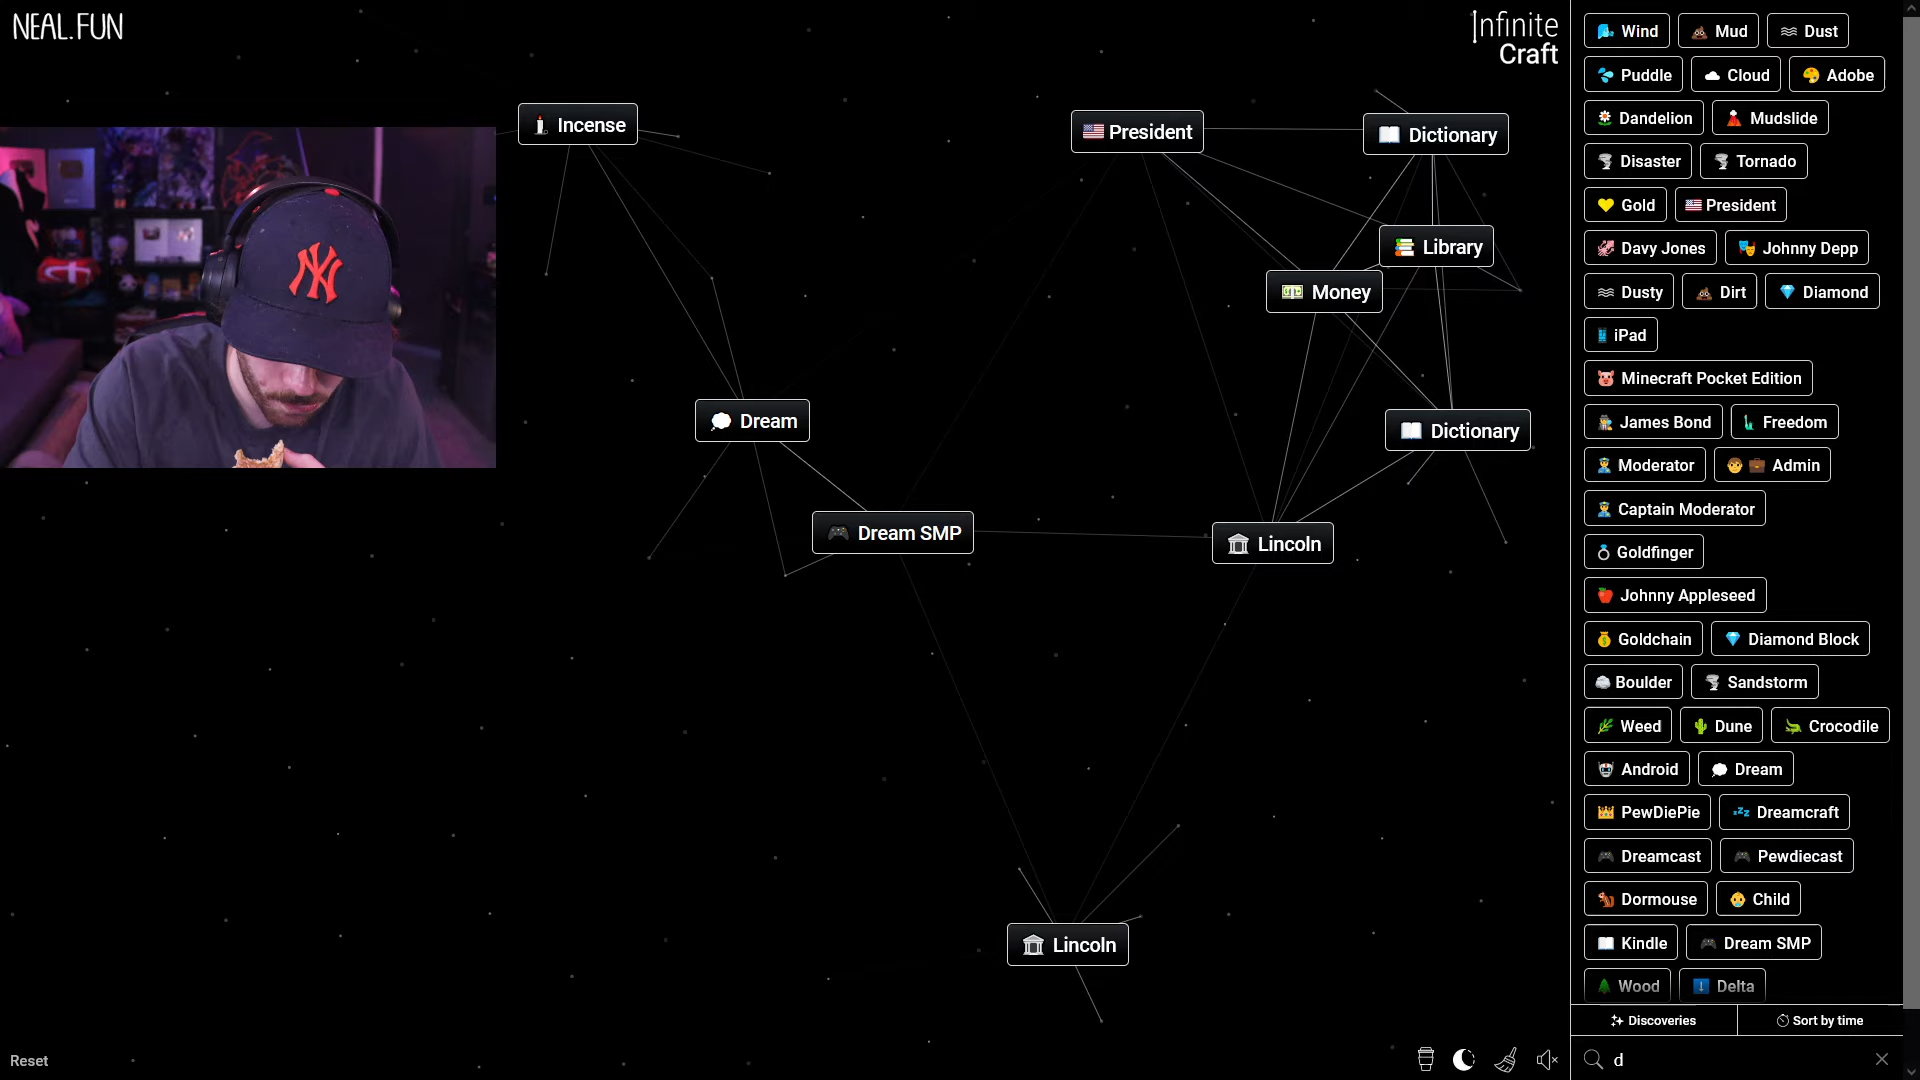 NEAL.FUN
Infinite
Craft
Incense
President
Dictionary
Library
Money
Dream
Dictionary
Dream SMP
Lincoln
Lincoln
Reset
NY
Wind
Mud
Dust
Puddle
Cloud
Adobe
Dandelion
Mudslide
Disaster
Tornado
Gold
President
Davy Jones
Johnny Depp
Dusty
Dirt
Diamond
iPad
Minecraft Pocket Edition
James Bond
Freedom
Moderator
Admin
Captain Moderator
Goldfinger
Johnny Appleseed
Goldchain
Diamond Block
Boulder
Sandstorm
Weed
Dune
Crocodile
Android
Dream
PewDiePie
Dreamcraft
Dreamcast
Pewdiecast
Dormouse
Child
Kindle
Dream SMP
Wood
Delta
Discoveries
Sort by time
d